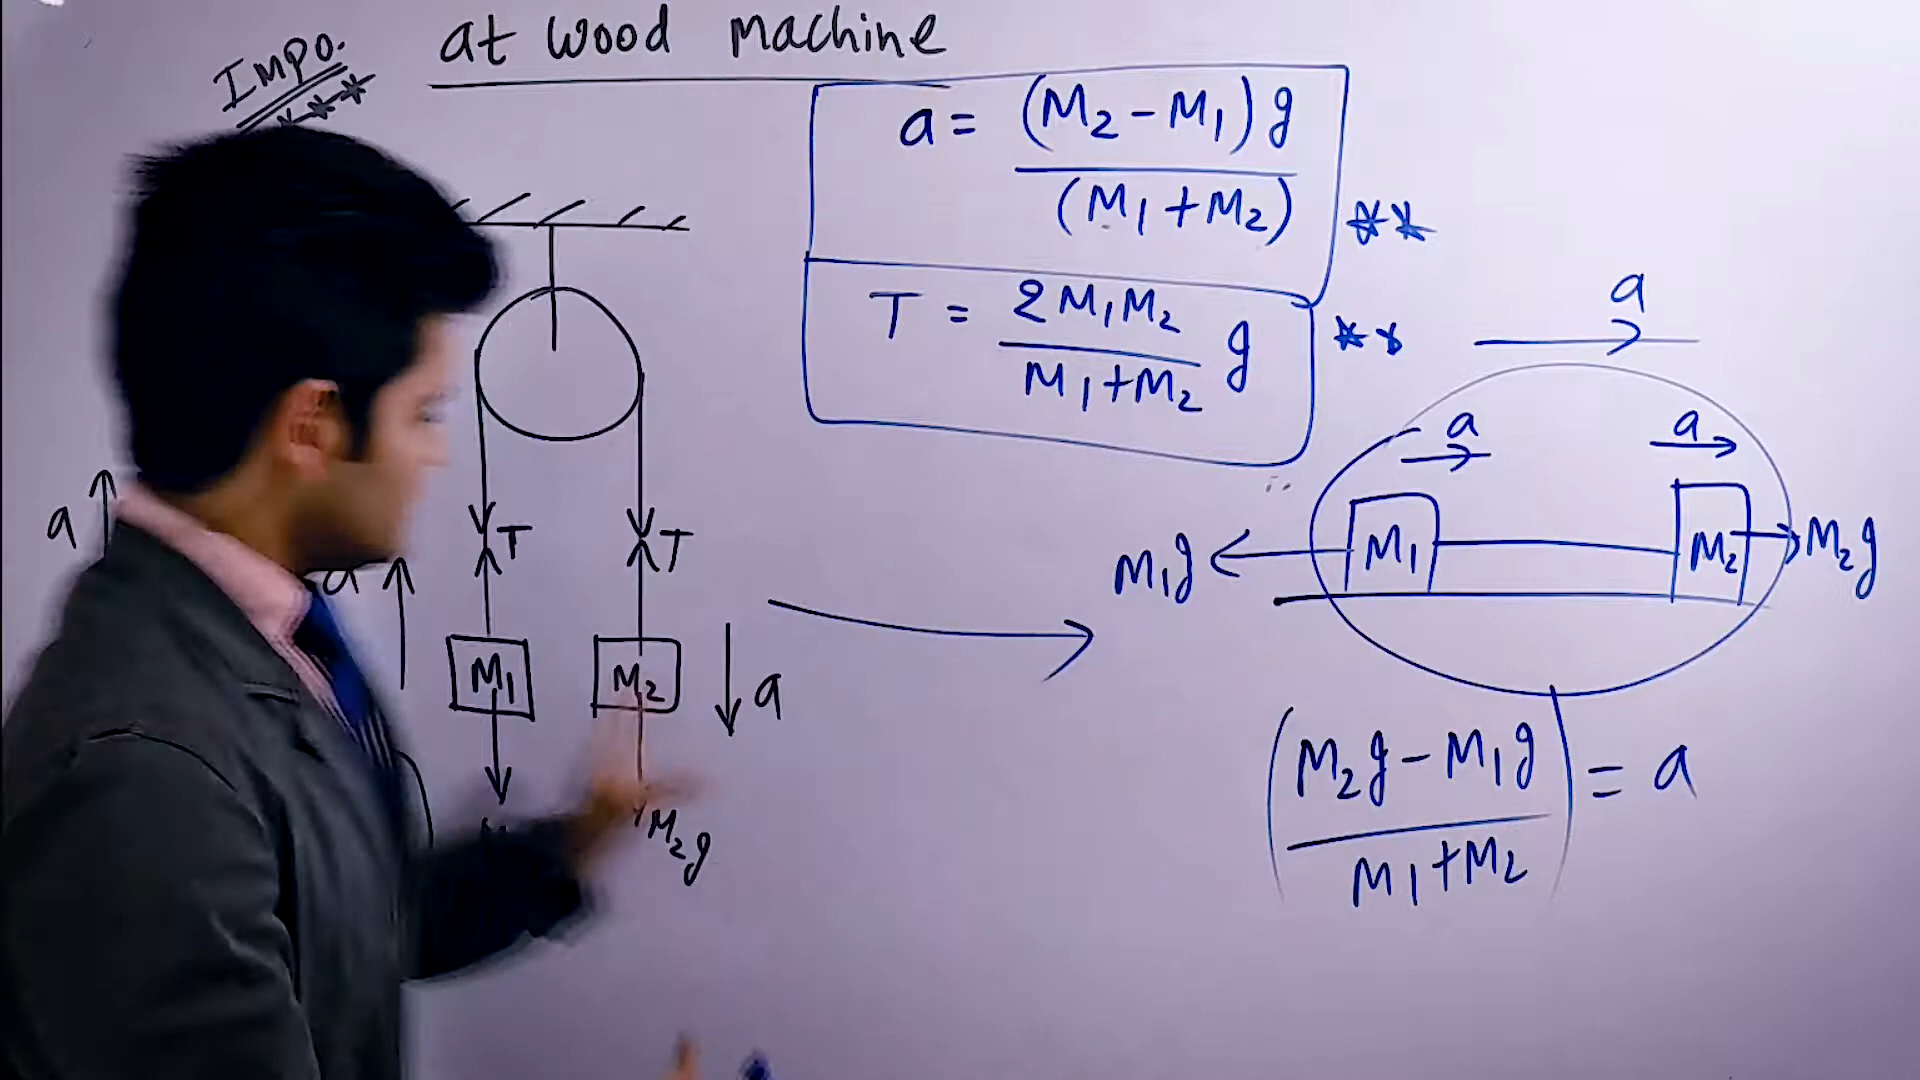 Impo.
at wood machine
a = (M₂ - M₁) g / (M₁ + M₂)
T = 2M₁M₂ / M₁+M₂ g
a
a a
a
T T
a
M₁g M₁ M₂ M₂g
M₁ M₂ a
M₂g
(M₂g - M₁g / M₁+M₂) = a